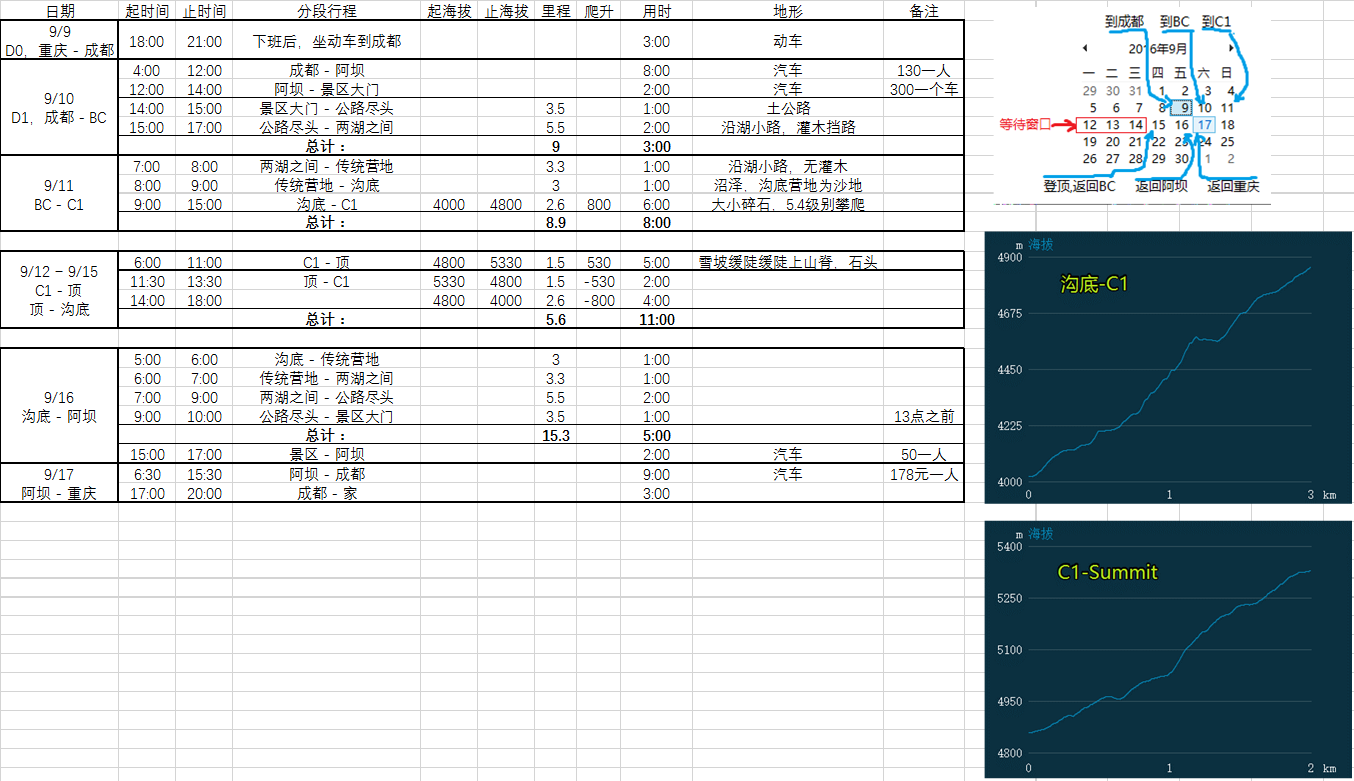 日期 起时间 止时间 分段行程 起海拔 止海拔 里程 爬升 用时 地形 备注
9/9
D0，重庆 - 成都
18:00 21:00 下班后，坐动车到成都 3:00 动车
9/10
D1，成都 - BC
4:00 12:00 成都 - 阿坝 8:00 汽车 130一人
12:00 14:00 阿坝 - 景区大门 2:00 汽车 300一个车
14:00 15:00 景区大门 - 公路尽头 3.5 1:00 土公路
15:00 17:00 公路尽头 - 两湖之间 5.5 2:00 沿湖小路，灌木挡路
总计： 9 3:00
9/11
BC - C1
7:00 8:00 两湖之间 - 传统营地 3.3 1:00 沿湖小路，无灌木
8:00 9:00 传统营地 - 沟底 3 1:00 沼泽，沟底营地为沙地
9:00 15:00 沟底 - C1 4000 4800 2.6 800 6:00 大小碎石，5.4级别攀爬
总计： 8.9 8:00
9/12 – 9/15
C1 - 顶
顶 - 沟底
6:00 11:00 C1 - 顶 4800 5330 1.5 530 5:00 雪坡缓陡缓陡上山脊，石头
11:30 13:30 顶 - C1 5330 4800 1.5 -530 2:00
14:00 18:00 4800 4000 2.6 -800 4:00
总计： 5.6 11:00
9/16
沟底 - 阿坝
5:00 6:00 沟底 - 传统营地 3 1:00
6:00 7:00 传统营地 - 两湖之间 3.3 1:00
7:00 9:00 两湖之间 - 公路尽头 5.5 2:00
9:00 10:00 公路尽头 - 景区大门 3.5 1:00 13点之前
总计： 15.3 5:00
15:00 17:00 景区 - 阿坝 2:00 汽车 50一人
9/17
阿坝 - 重庆
6:30 15:30 阿坝 - 成都 9:00 汽车 178元一人
17:00 20:00 成都 - 家 3:00
到成都 到BC 到C1
2016年9月
一 二 三 四 五 六 日
29 30 31 1 2 3 4
5 6 7 8 9 10 11
等待窗口 12 13 14 15 16 17 18
19 20 21 22 23 24 25
26 27 28 29 30 1 2
登顶,返回BC 返回阿坝 返回重庆
m 海拔
沟底-C1
4900
4675
4450
4225
4000
0 1 3 km
m 海拔
C1-Summit
5400
5250
5100
4950
4800
0 1 2 km